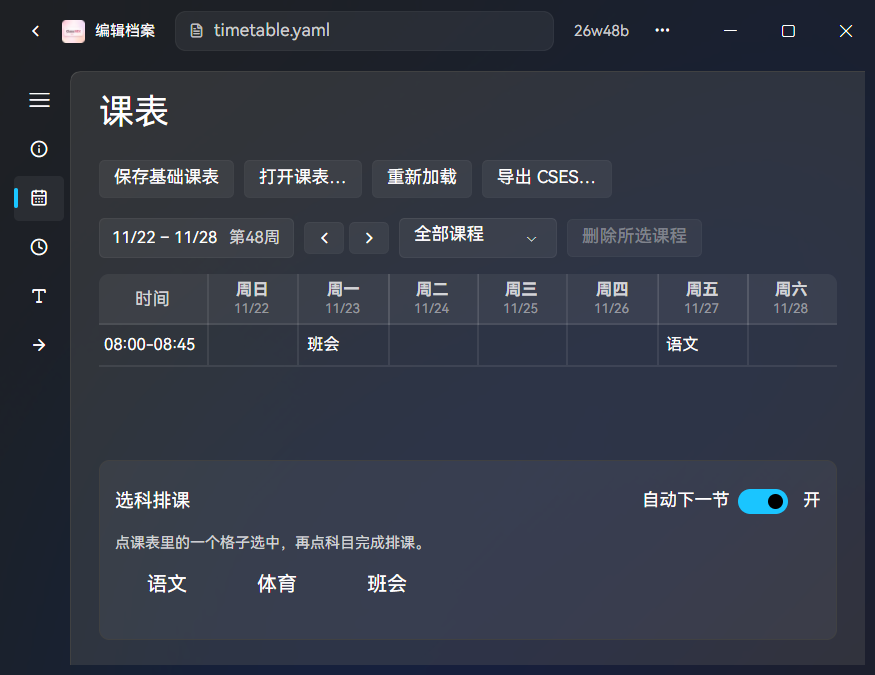 编辑档案 timetable.yaml 26w48b
课表
保存基础课表 打开课表... 重新加载 导出 CSES...
11/22 – 11/28 第48周 全部课程 删除所选课程
时间 周日 周一 周二 周三 周四 周五 周六
11/22 11/23 11/24 11/25 11/26 11/27 11/28
08:00-08:45 班会 语文
选科排课 自动下一节 开
点课表里的一个格子选中，再点科目完成排课。
语文 体育 班会